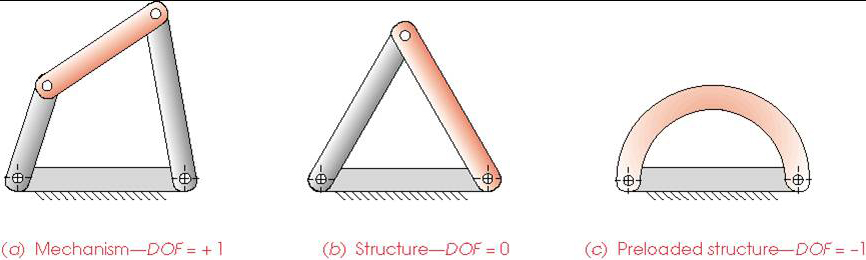 (a) Mechanism—DOF = +1
(b) Structure—DOF = 0
(c) Preloaded structure—DOF = –1